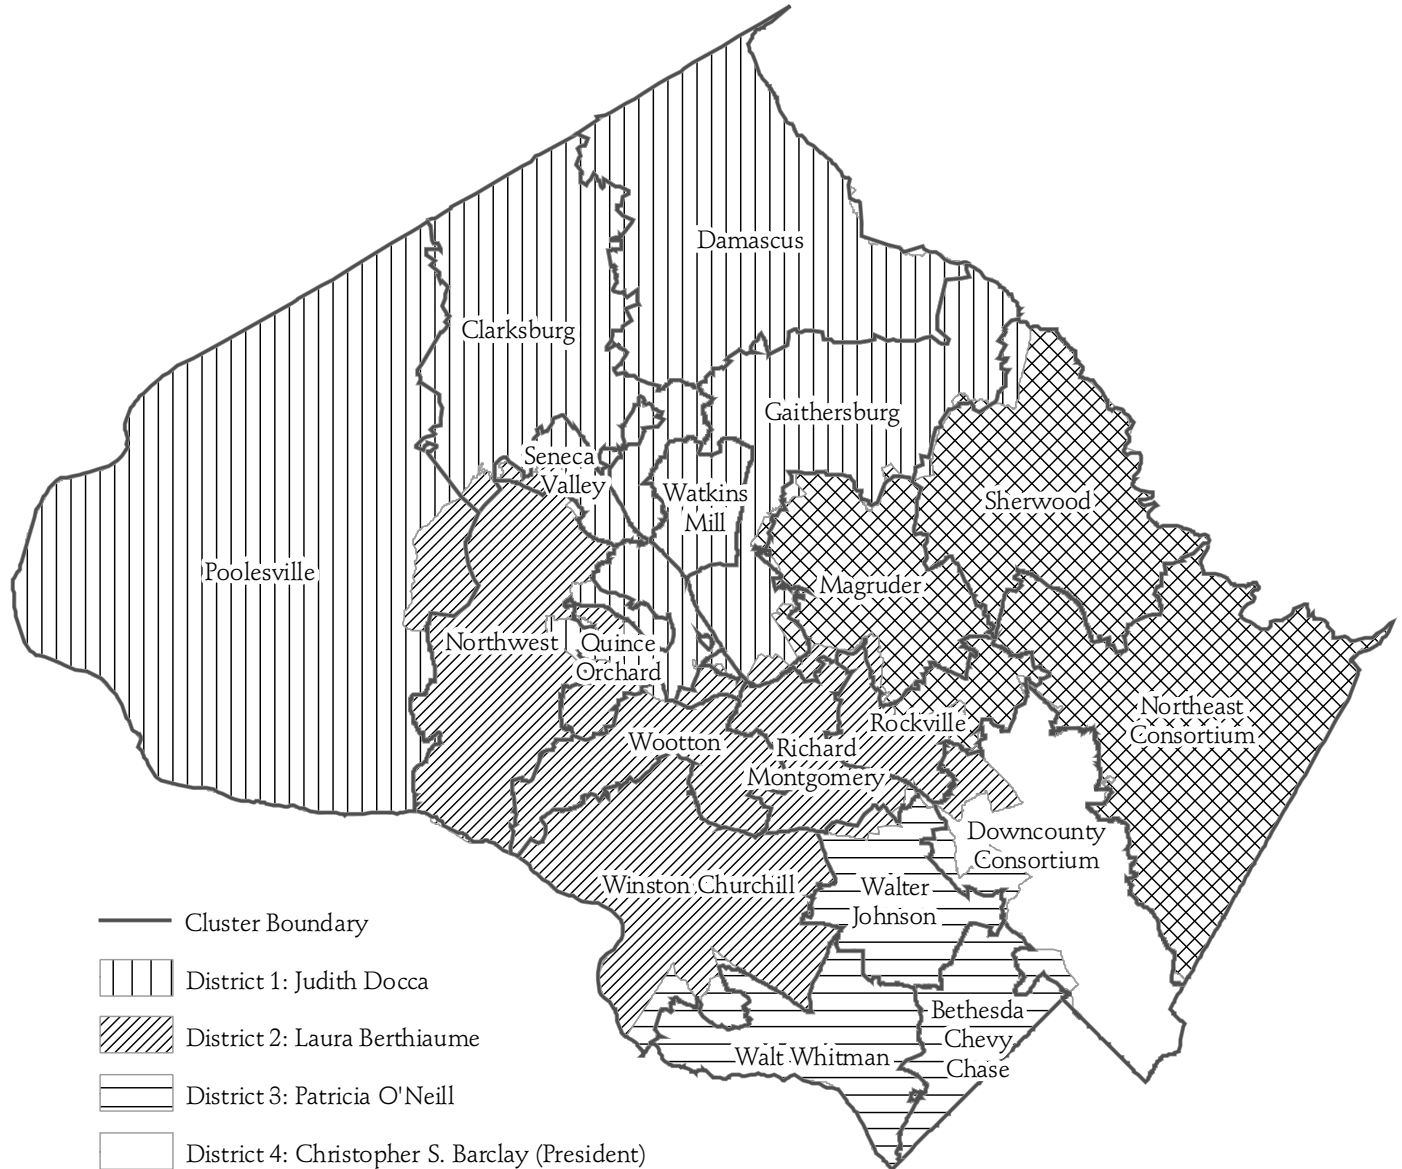 Damascus
Clarksburg
Gaithersburg
Seneca
Valley
Watkins
Mill
Sherwood
Poolesville
Magruder
Northwest
Quince
Orchard
Northeast
Consortium
Rockville
Wootton
Richard
Montgomery
Downcounty
Consortium
Winston Churchill
Walter
Johnson
Bethesda
Chevy
Chase
Walt Whitman
Cluster Boundary
District 1: Judith Docca
District 2: Laura Berthiaume
District 3: Patricia O'Neill
District 4: Christopher S. Barclay (President)